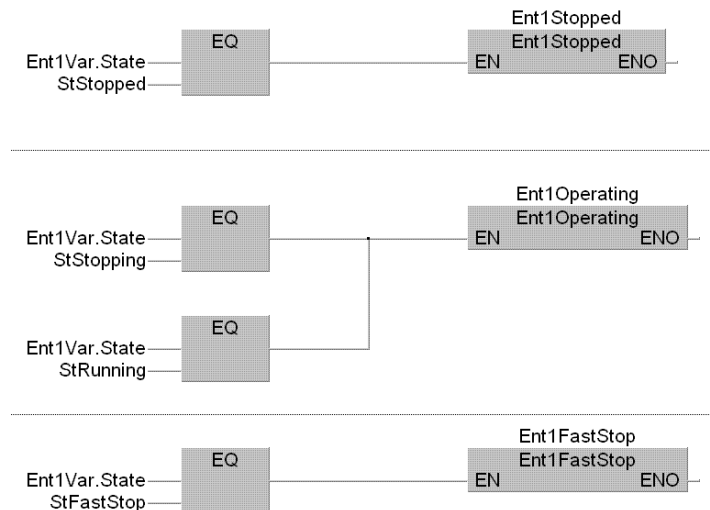 Ent1Stopped
EQ
Ent1Stopped
Ent1Var.State
EN ENO
StStopped
Ent1Operating
EQ
Ent1Operating
Ent1Var.State
EN ENO
StStopping
EQ
Ent1Var.State
StRunning
Ent1FastStop
EQ
Ent1FastStop
Ent1Var.State
EN ENO
StFastStop